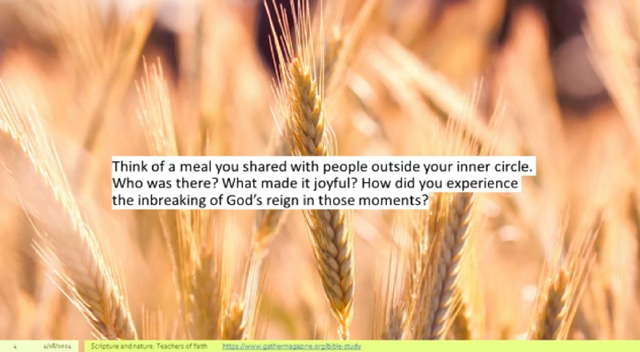 Think of a meal you shared with people outside your inner circle.
Who was there? What made it joyful? How did you experience
the inbreaking of God's reign in those moments?
4 4/18/2024 Scripture and nature: Teachers of faith https://www.gathermagazine.org/bible-study